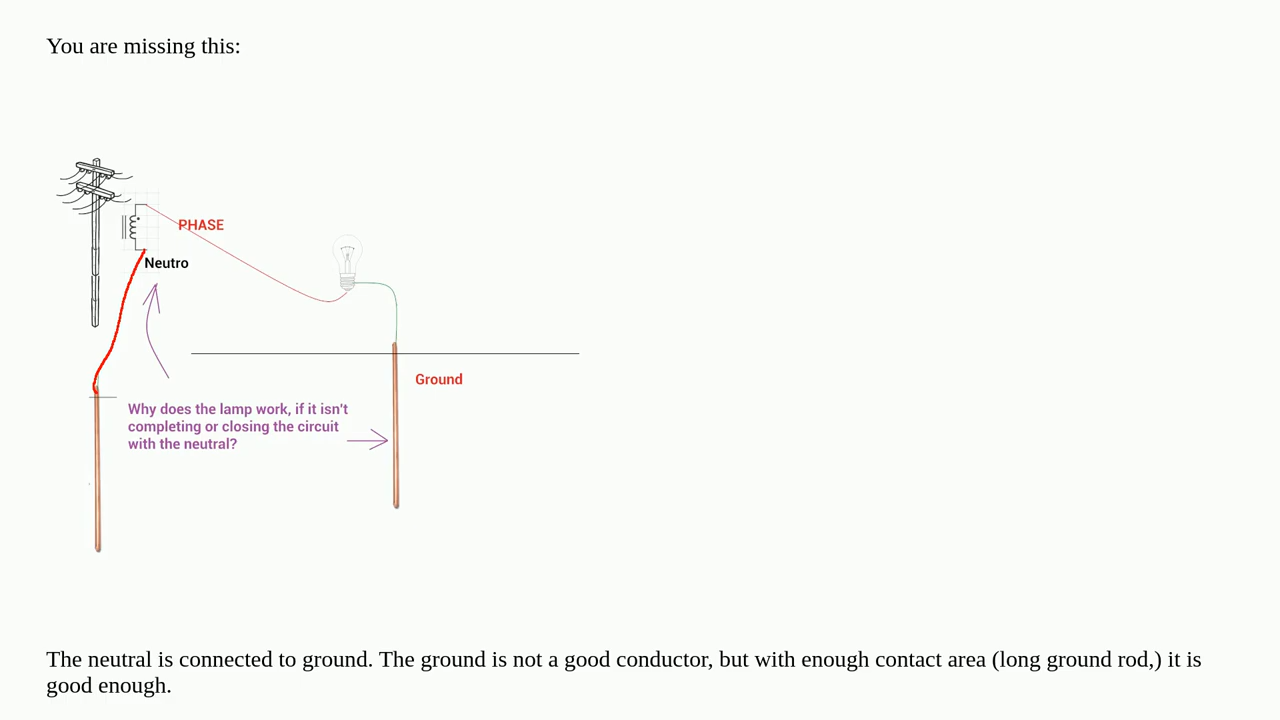 You are missing this:
PHASE
Neutro
Ground
Why does the lamp work, if it isn't
completing or closing the circuit
with the neutral?
The neutral is connected to ground. The ground is not a good conductor, but with enough contact area (long ground rod,) it is
good enough.